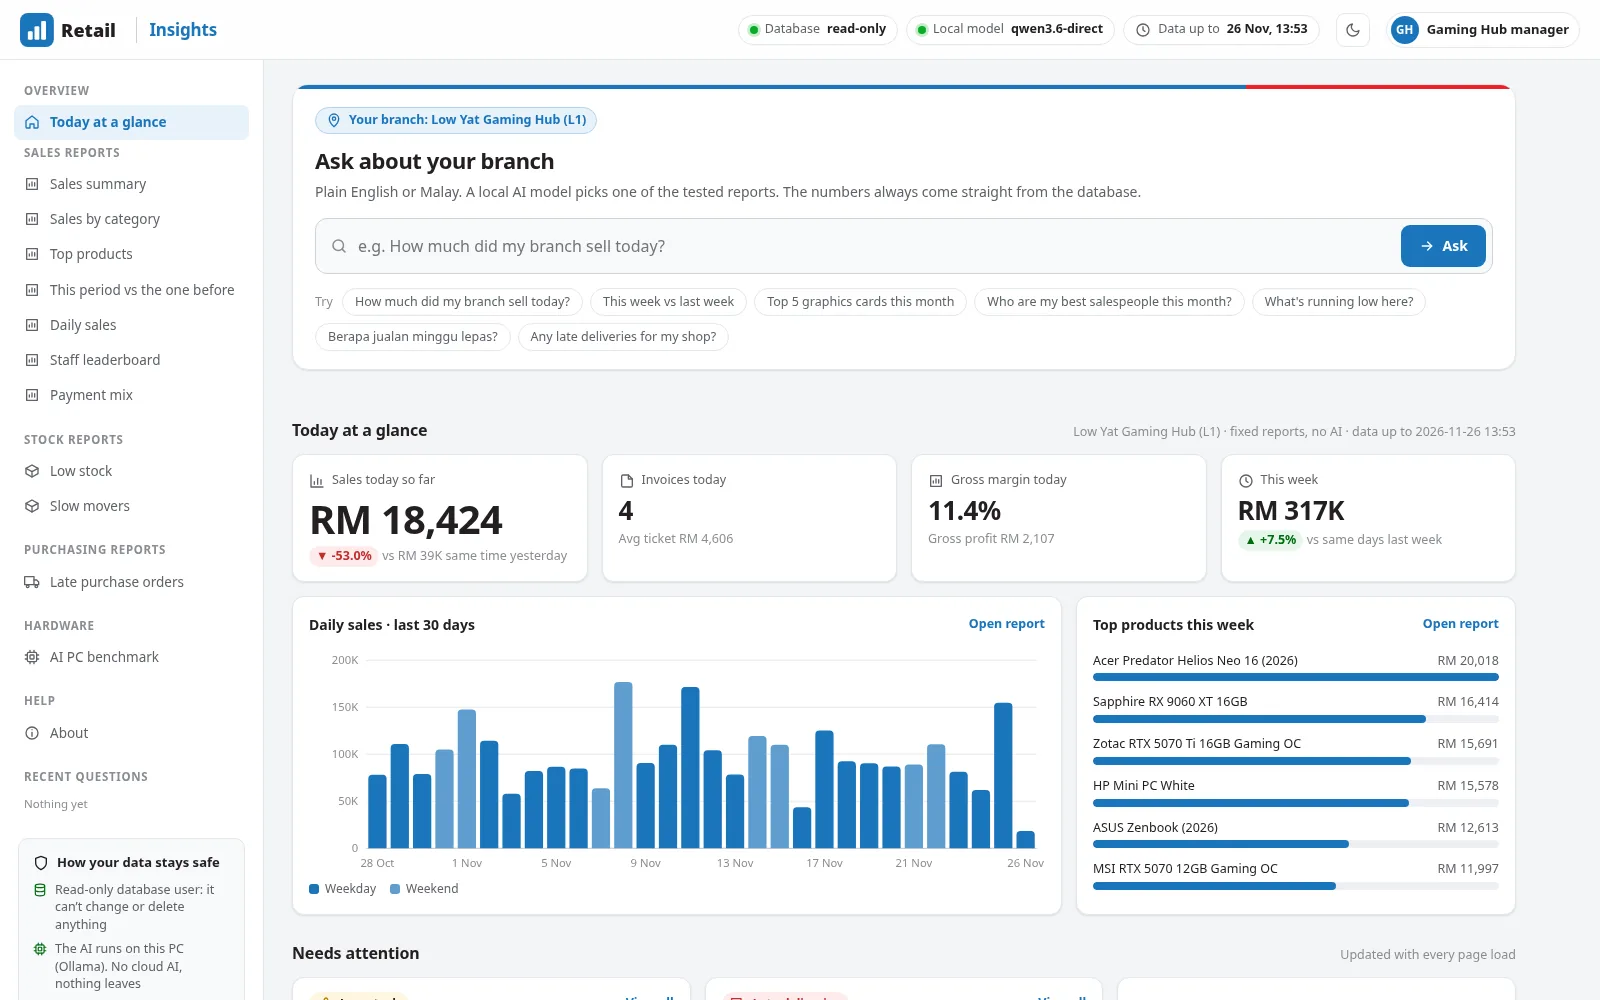 Retail
Insights
Database read-only
Local model qwen3.6-direct
Data up to 26 Nov, 13:53
GH Gaming Hub manager
OVERVIEW
Today at a glance
SALES REPORTS
Sales summary
Sales by category
Top products
This period vs the one before
Daily sales
Staff leaderboard
Payment mix
STOCK REPORTS
Low stock
Slow movers
PURCHASING REPORTS
Late purchase orders
HARDWARE
AI PC benchmark
HELP
About
RECENT QUESTIONS
Nothing yet
How your data stays safe
Read-only database user: it
can't change or delete
anything
The AI runs on this PC
(Ollama). No cloud AI,
nothing leaves
Your branch: Low Yat Gaming Hub (L1)
Ask about your branch
Plain English or Malay. A local AI model picks one of the tested reports. The numbers always come straight from the database.
e.g. How much did my branch sell today?
Ask
Try
How much did my branch sell today?
This week vs last week
Top 5 graphics cards this month
Who are my best salespeople this month?
What's running low here?
Berapa jualan minggu lepas?
Any late deliveries for my shop?
Today at a glance
Low Yat Gaming Hub (L1) · fixed reports, no AI · data up to 2026-11-26 13:53
Sales today so far
RM 18,424
▼ -53.0% vs RM 39K same time yesterday
Invoices today
4
Avg ticket RM 4,606
Gross margin today
11.4%
Gross profit RM 2,107
This week
RM 317K
▲ +7.5% vs same days last week
Daily sales · last 30 days
Open report
200K
150K
100K
50K
0
28 Oct
1 Nov
5 Nov
9 Nov
13 Nov
17 Nov
21 Nov
26 Nov
Weekday
Weekend
Top products this week
Open report
Acer Predator Helios Neo 16 (2026) RM 20,018
Sapphire RX 9060 XT 16GB RM 16,414
Zotac RTX 5070 Ti 16GB Gaming OC RM 15,691
HP Mini PC White RM 15,578
ASUS Zenbook (2026) RM 12,613
MSI RTX 5070 12GB Gaming OC RM 11,997
Needs attention
Updated with every page load